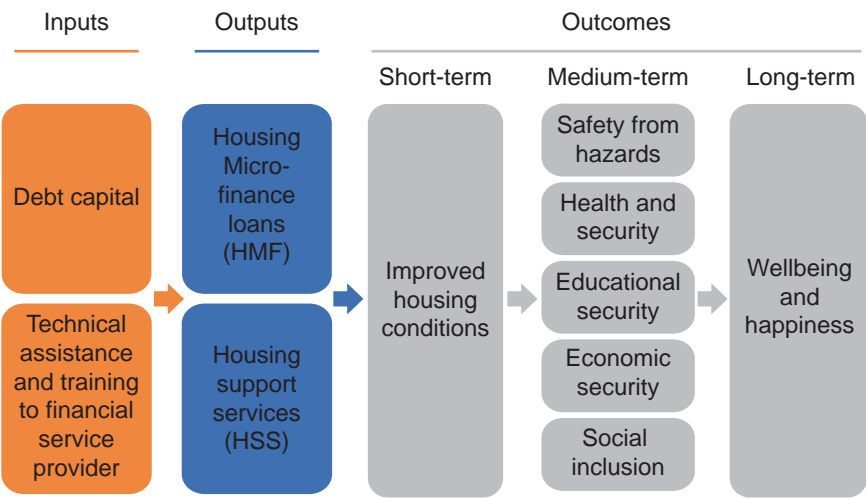 Inputs
Outputs
Outcomes
Short-term
Medium-term
Long-term
Debt capital
Technical
assistance
and training
to financial
service
provider
Housing
Micro-
finance
loans
(HMF)
Housing
support
services
(HSS)
Improved
housing
conditions
Safety from
hazards
Health and
security
Educational
security
Economic
security
Social
inclusion
Wellbeing
and
happiness